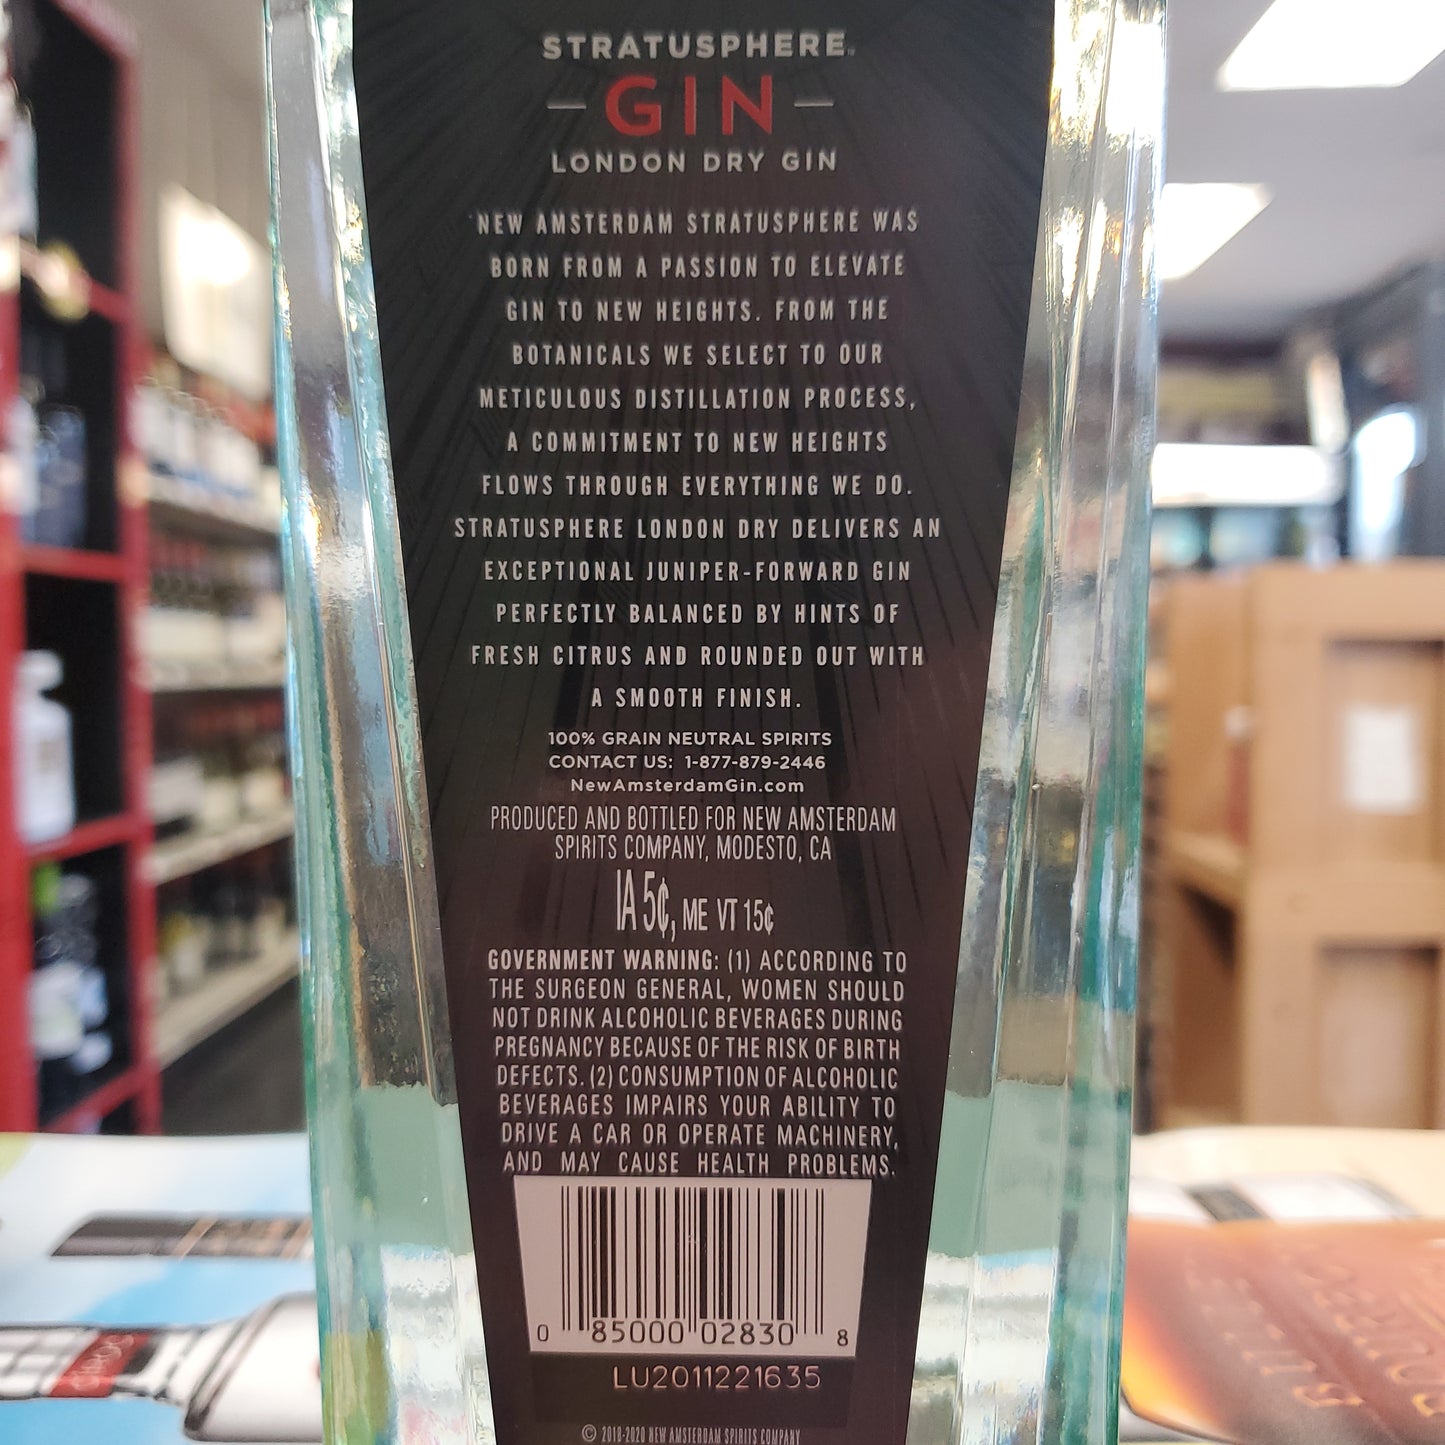 STRATUSPHERE.
GIN
LONDON DRY GIN
NEW AMSTERDAM STRATUSPHERE WAS
BORN FROM A PASSION TO ELEVATE
GIN TO NEW HEIGHTS. FROM THE
BOTANICALS WE SELECT TO OUR
METICULOUS DISTILLATION PROCESS,
A COMMITMENT TO NEW HEIGHTS
FLOWS THROUGH EVERYTHING WE DO.
STRATUSPHERE LONDON DRY DELIVERS AN
EXCEPTIONAL JUNIPER-FORWARD GIN
PERFECTLY BALANCED BY HINTS OF
FRESH CITRUS AND ROUNDED OUT WITH
A SMOOTH FINISH.
100% GRAIN NEUTRAL SPIRITS
CONTACT US: 1-877-879-2446
NewAmsterdamGin.com
PRODUCED AND BOTTLED FOR NEW AMSTERDAM
SPIRITS COMPANY, MODESTO, CA
IA 5¢, ME VT 15¢
GOVERNMENT WARNING: (1) ACCORDING TO
THE SURGEON GENERAL, WOMEN SHOULD
NOT DRINK ALCOHOLIC BEVERAGES DURING
PREGNANCY BECAUSE OF THE RISK OF BIRTH
DEFECTS. (2) CONSUMPTION OF ALCOHOLIC
BEVERAGES IMPAIRS YOUR ABILITY TO
DRIVE A CAR OR OPERATE MACHINERY,
AND MAY CAUSE HEALTH PROBLEMS.
0 85000 02830 8
LU2011221635
© 2018-2020 NEW AMSTERDAM SPIRITS COMPANY